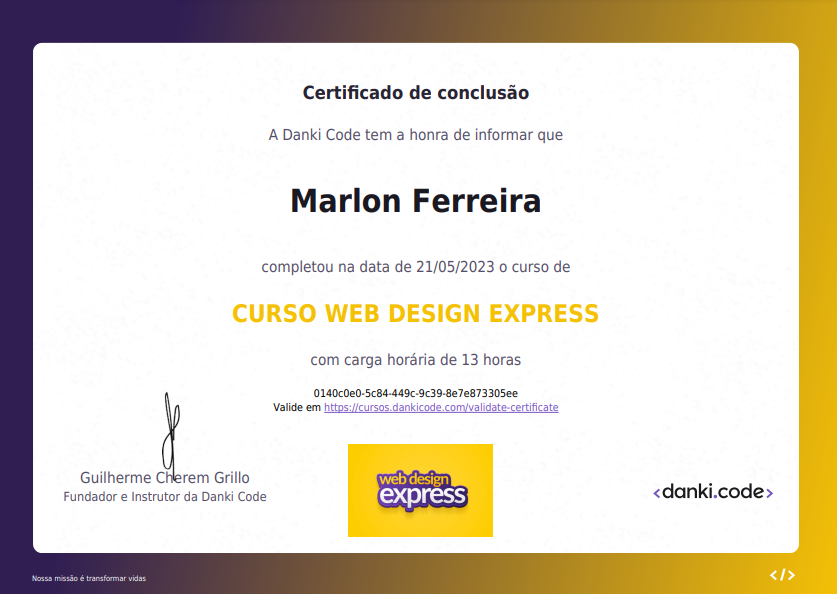 Certificado de conclusão
A Danki Code tem a honra de informar que
Marlon Ferreira
completou na data de 21/05/2023 o curso de
CURSO WEB DESIGN EXPRESS
com carga horária de 13 horas
0140c0e0-5c84-449c-9c39-8e7e873305ee
Valide em https://cursos.dankicode.com/validate-certificate
Guilherme Cherem Grillo
Fundador e Instrutor da Danki Code
web design
express
<danki.code>
Nossa missão é transformar vidas
</>